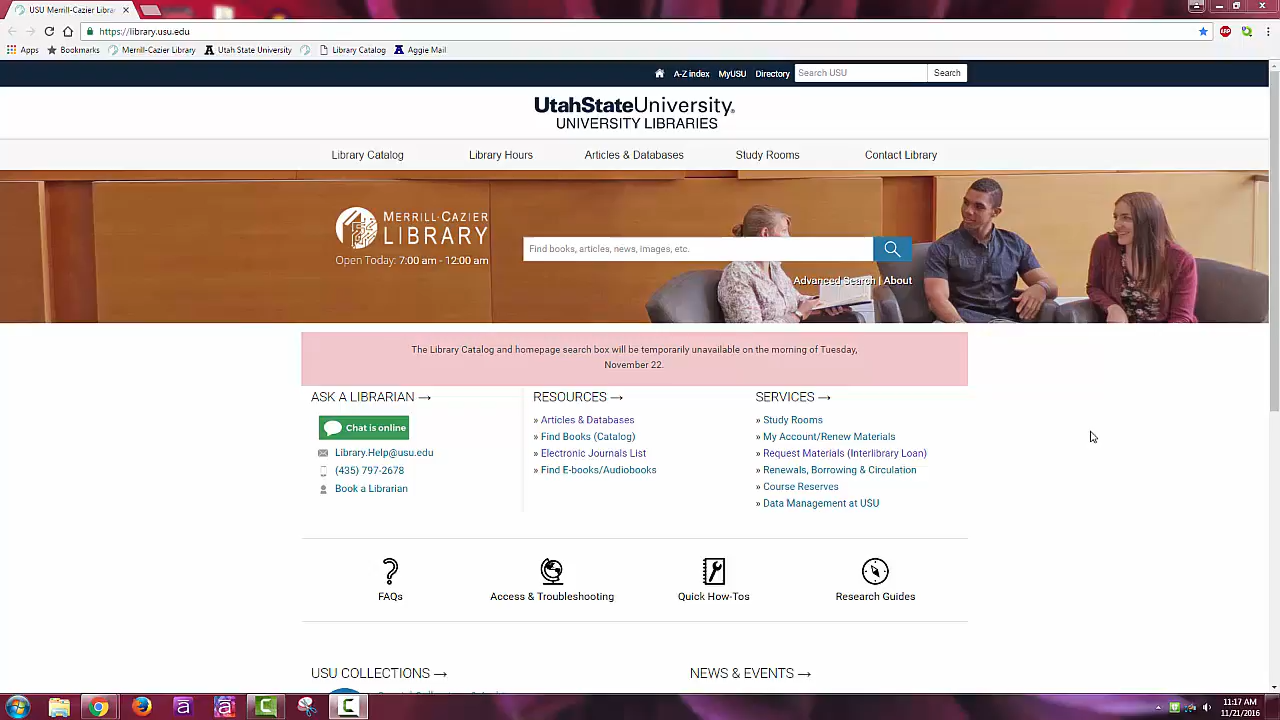 USU Merrill-Cazier Librar
https://library.usu.edu
Apps Bookmarks Merrill-Cazier Library Utah State University Library Catalog Aggie Mail
A-Z index MyUSU Directory Search USU Search
UtahStateUniversity
UNIVERSITY LIBRARIES
Library Catalog Library Hours Articles & Databases Study Rooms Contact Library
MERRILL-CAZIER
LIBRARY
Open Today: 7:00 am - 12:00 am
Find books, articles, news, images, etc.
Advanced Search | About
The Library Catalog and homepage search box will be temporarily unavailable on the morning of Tuesday,
November 22.
ASK A LIBRARIAN →
Chat is online
Library.Help@usu.edu
(435) 797-2678
Book a Librarian
RESOURCES →
» Articles & Databases
» Find Books (Catalog)
» Electronic Journals List
» Find E-books/Audiobooks
SERVICES →
» Study Rooms
» My Account/Renew Materials
» Request Materials (Interlibrary Loan)
» Renewals, Borrowing & Circulation
» Course Reserves
» Data Management at USU
FAQs Access & Troubleshooting Quick How-Tos Research Guides
USU COLLECTIONS → NEWS & EVENTS →
11:17 AM
11/21/2016